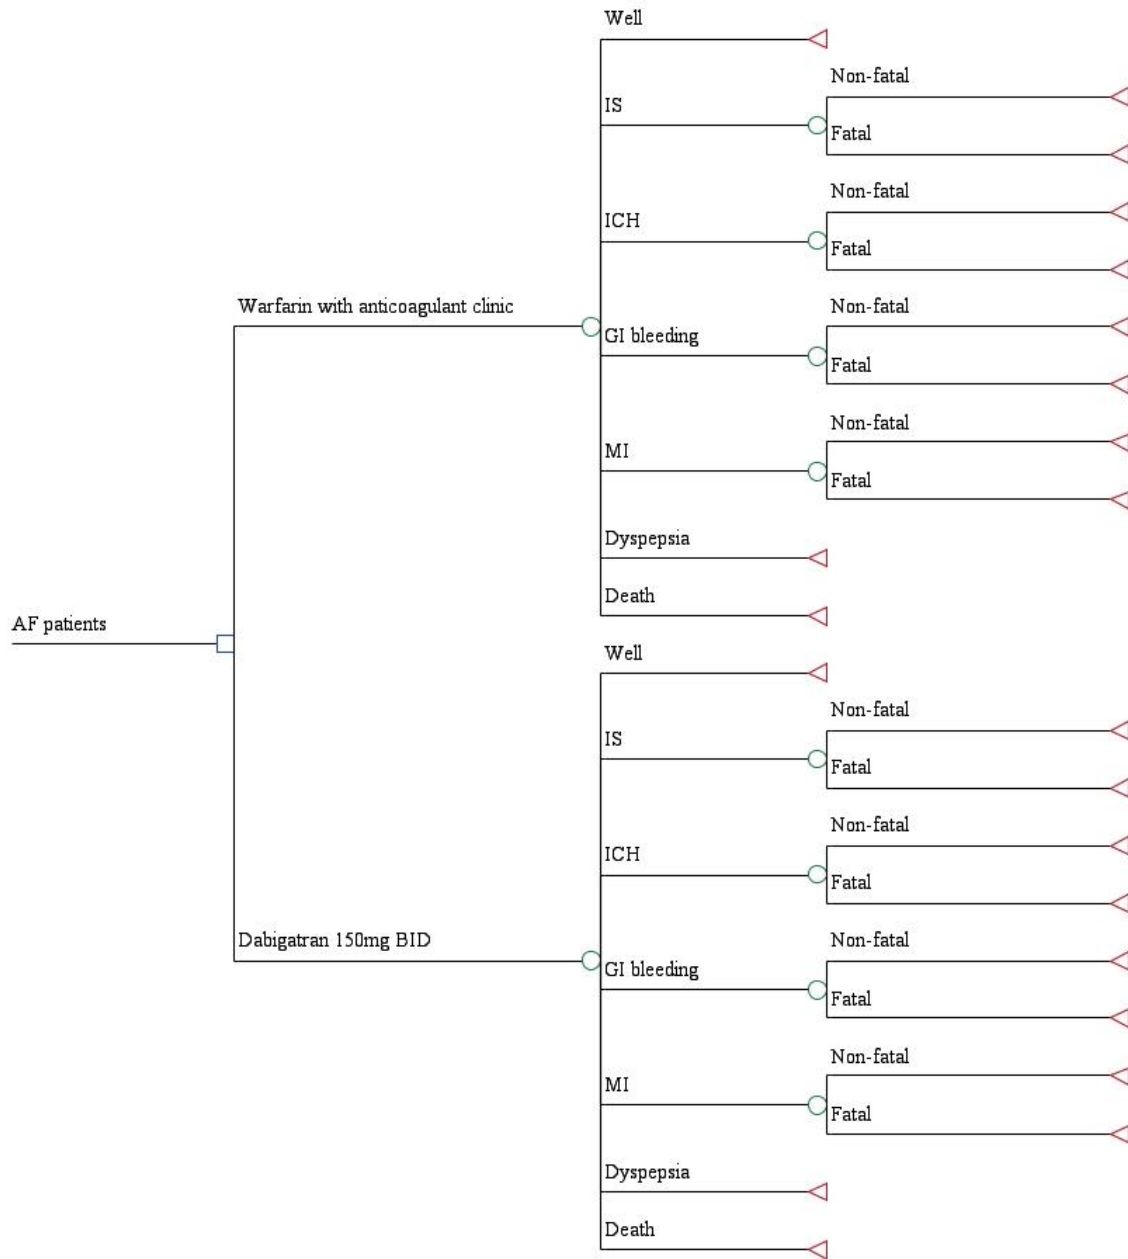 Well
Non-fatal
IS
Fatal
Non-fatal
ICH
Fatal
Warfarin with anticoagulant clinic
Non-fatal
GI bleeding
Fatal
Non-fatal
MI
Fatal
Dyspepsia
Death
AF patients
Well
Non-fatal
IS
Fatal
Non-fatal
ICH
Fatal
Dabigatran 150mg BID
Non-fatal
GI bleeding
Fatal
Non-fatal
MI
Fatal
Dyspepsia
Death